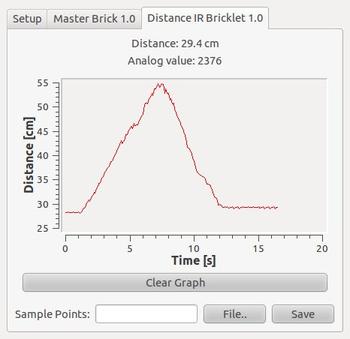 Setup Master Brick 1.0 Distance IR Bricklet 1.0
Distance: 29.4 cm
Analog value: 2376
Distance [cm]
55
50
45
40
35
30
25
0 5 10 15 20
Time [s]
Clear Graph
Sample Points: File.. Save